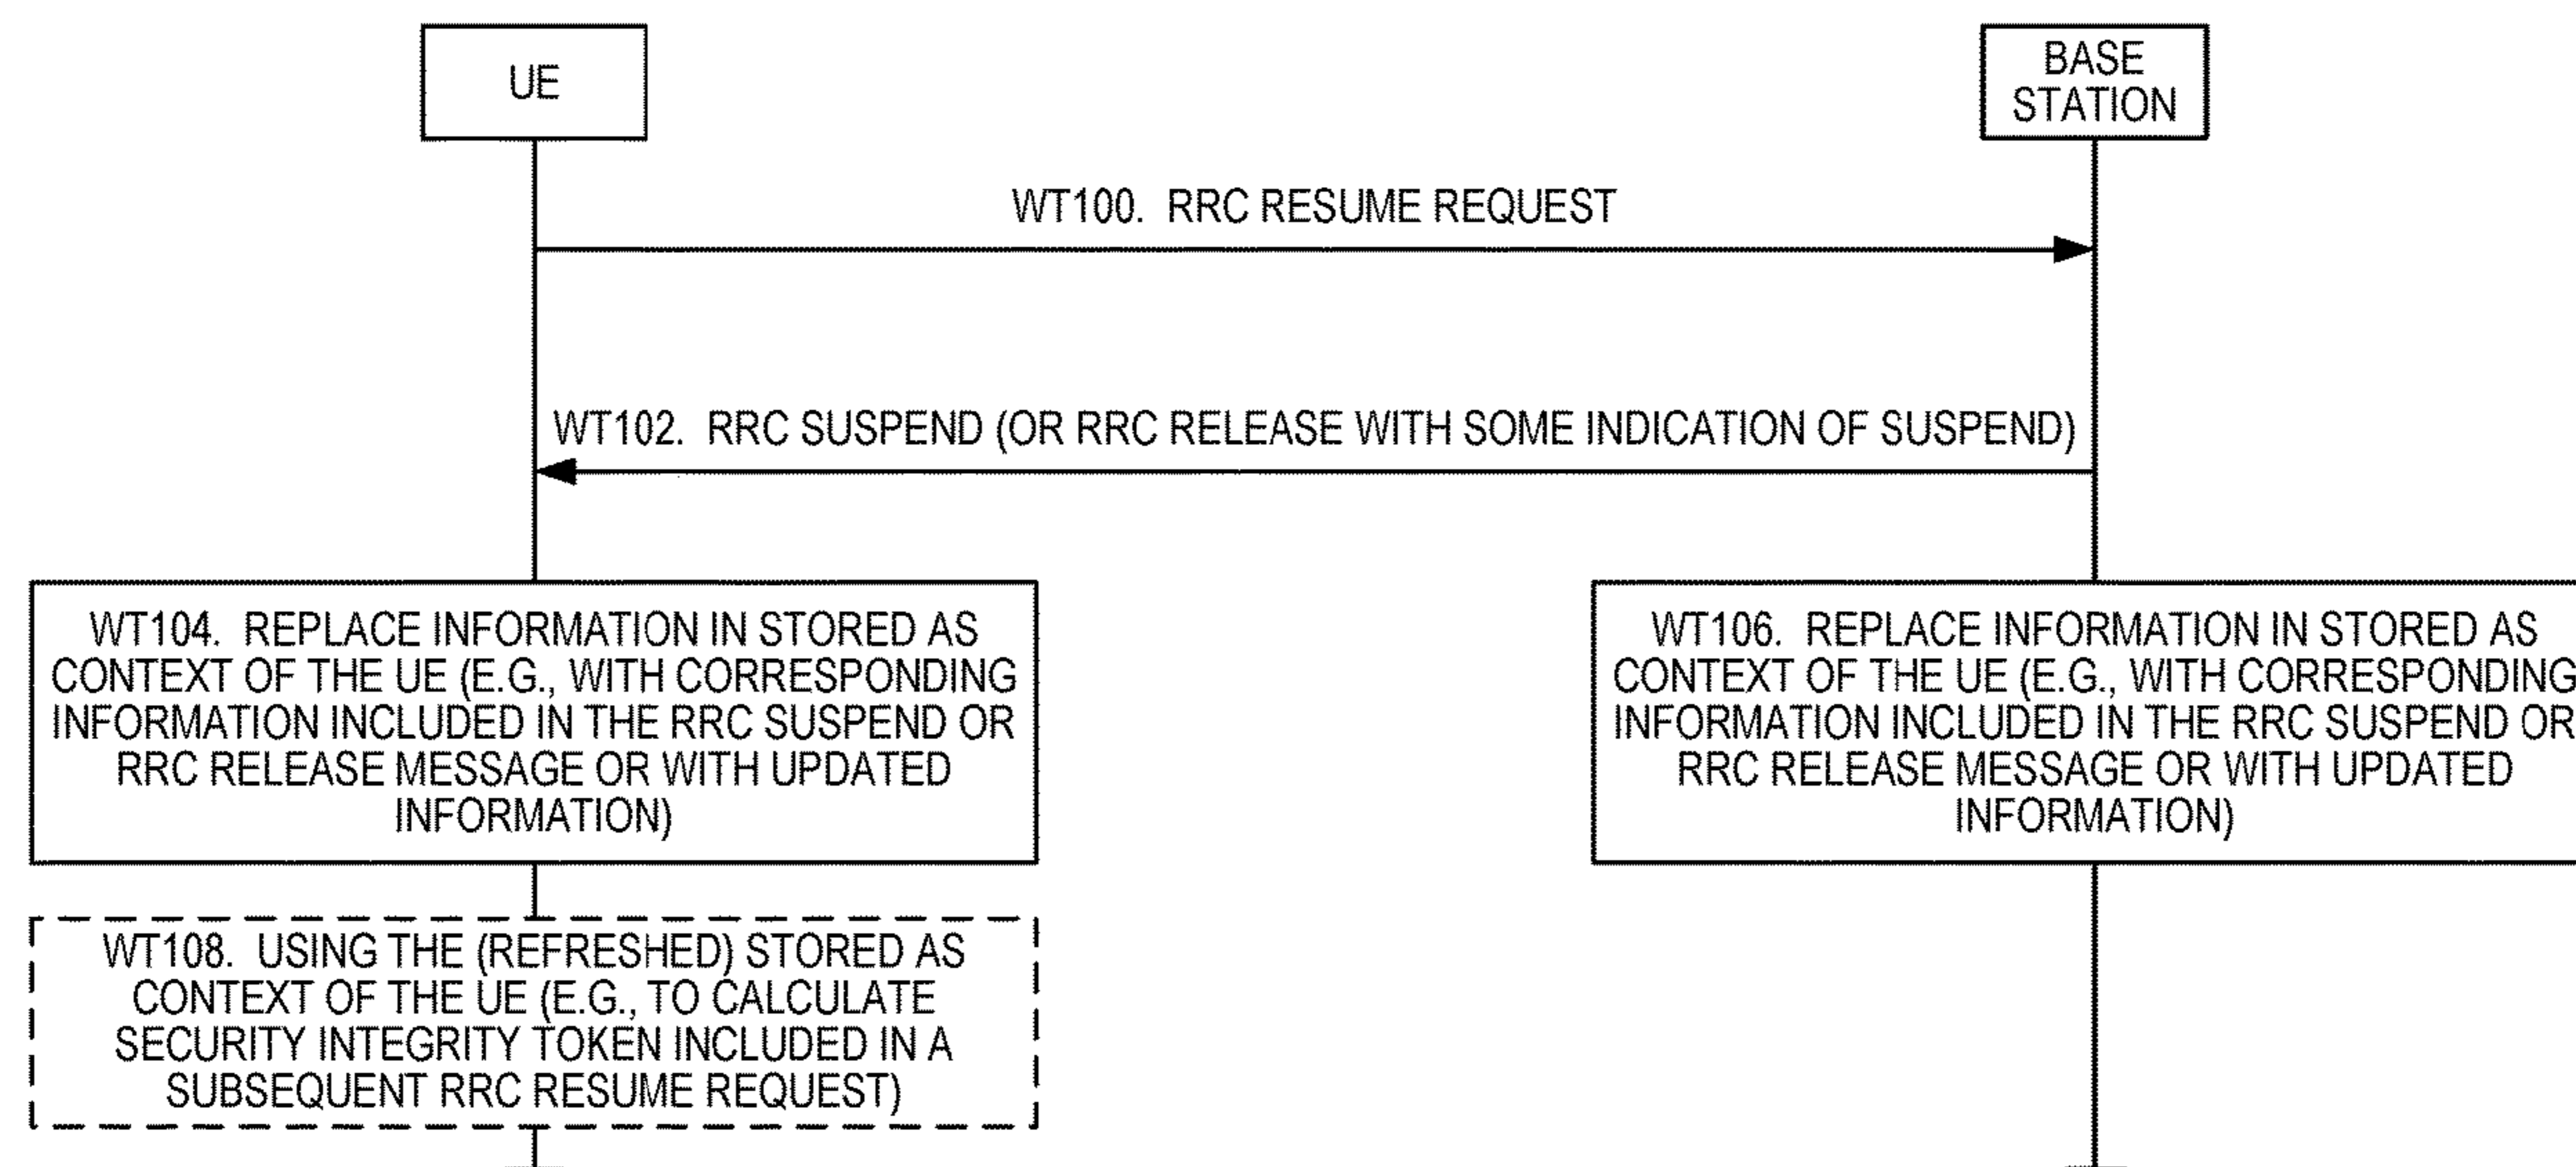 UE
BASE
STATION
WT100. RRC RESUME REQUEST
WT102. RRC SUSPEND (OR RRC RELEASE WITH SOME INDICATION OF SUSPEND)
WT104. REPLACE INFORMATION IN STORED AS
CONTEXT OF THE UE (E.G., WITH CORRESPONDING
INFORMATION INCLUDED IN THE RRC SUSPEND OR
RRC RELEASE MESSAGE OR WITH UPDATED
INFORMATION)
WT106. REPLACE INFORMATION IN STORED AS
CONTEXT OF THE UE (E.G., WITH CORRESPONDING
INFORMATION INCLUDED IN THE RRC SUSPEND OR
RRC RELEASE MESSAGE OR WITH UPDATED
INFORMATION)
WT108. USING THE (REFRESHED) STORED AS
CONTEXT OF THE UE (E.G., TO CALCULATE
SECURITY INTEGRITY TOKEN INCLUDED IN A
SUBSEQUENT RRC RESUME REQUEST)